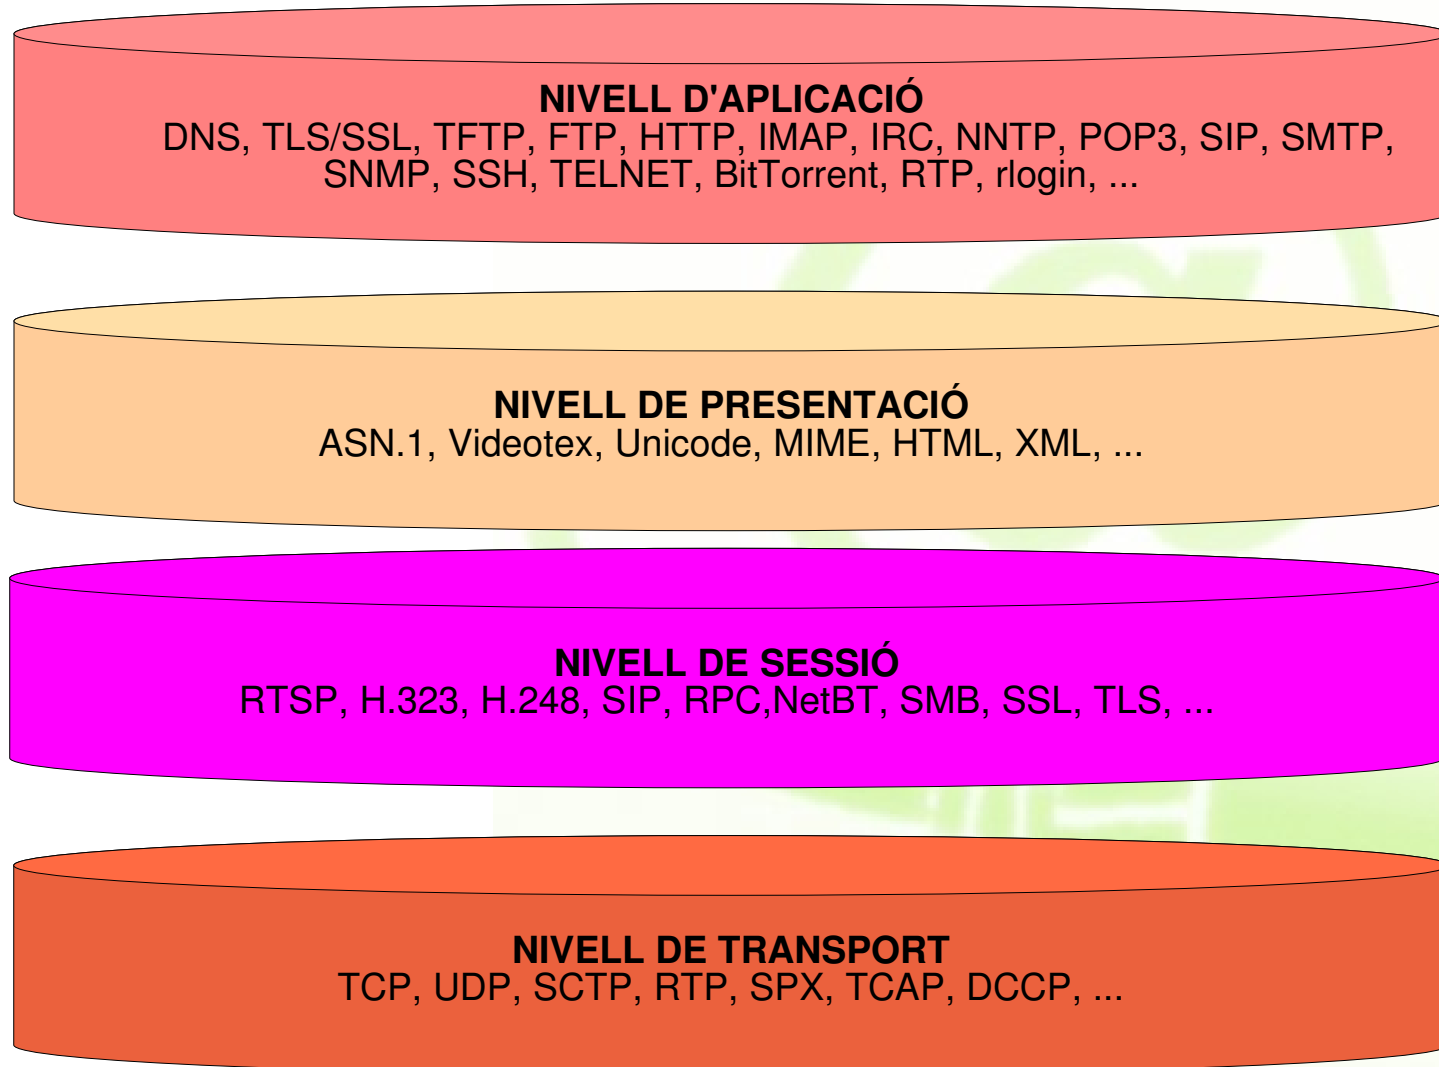 NIVELL D'APLICACIÓ
DNS, TLS/SSL, TFTP, FTP, HTTP, IMAP, IRC, NNTP, POP3, SIP, SMTP,
SNMP, SSH, TELNET, BitTorrent, RTP, rlogin, ...
NIVELL DE PRESENTACIÓ
ASN.1, Videotex, Unicode, MIME, HTML, XML, ...
NIVELL DE SESSIÓ
RTSP, H.323, H.248, SIP, RPC,NetBT, SMB, SSL, TLS, ...
NIVELL DE TRANSPORT
TCP, UDP, SCTP, RTP, SPX, TCAP, DCCP, ...